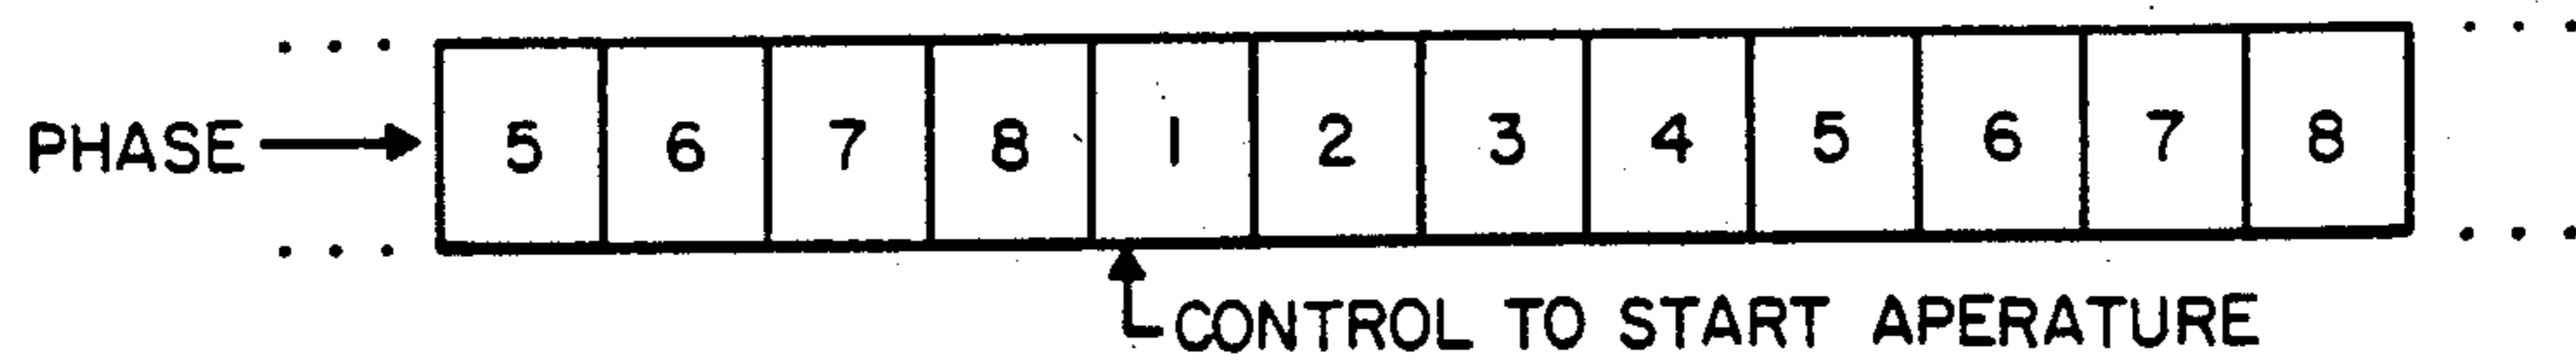 PHASE 5 6 7 8 1 2 3 4 5 6 7 8
CONTROL TO START APERATURE